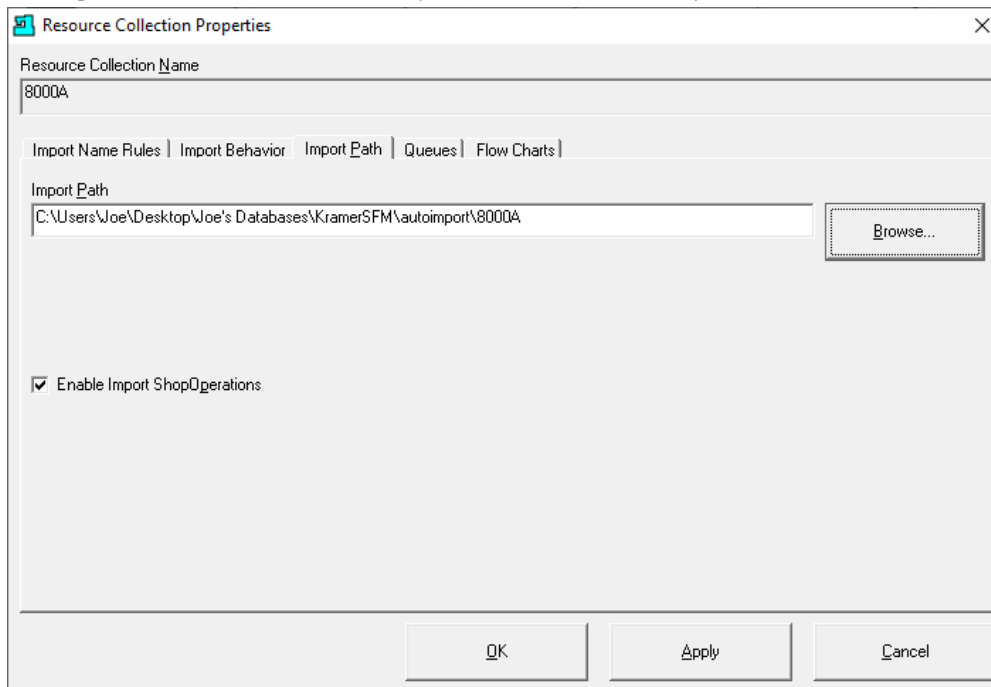 Resource Collection Properties
Resource Collection Name
8000A
Import Name Rules Import Behavior Import Path Queues Flow Charts
Import Path
C:\Users\Joe\Desktop\Joe's Databases\KramerSFM\autoimport\8000A
Browse...
Enable Import ShopOperations
OK Apply Cancel